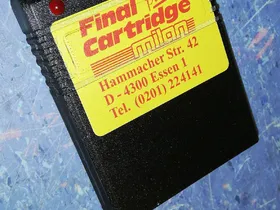 Final
Cartridge
milan
Hammacher Str. 42
D - 4300 Essen 1
Tel. (0201) 224141